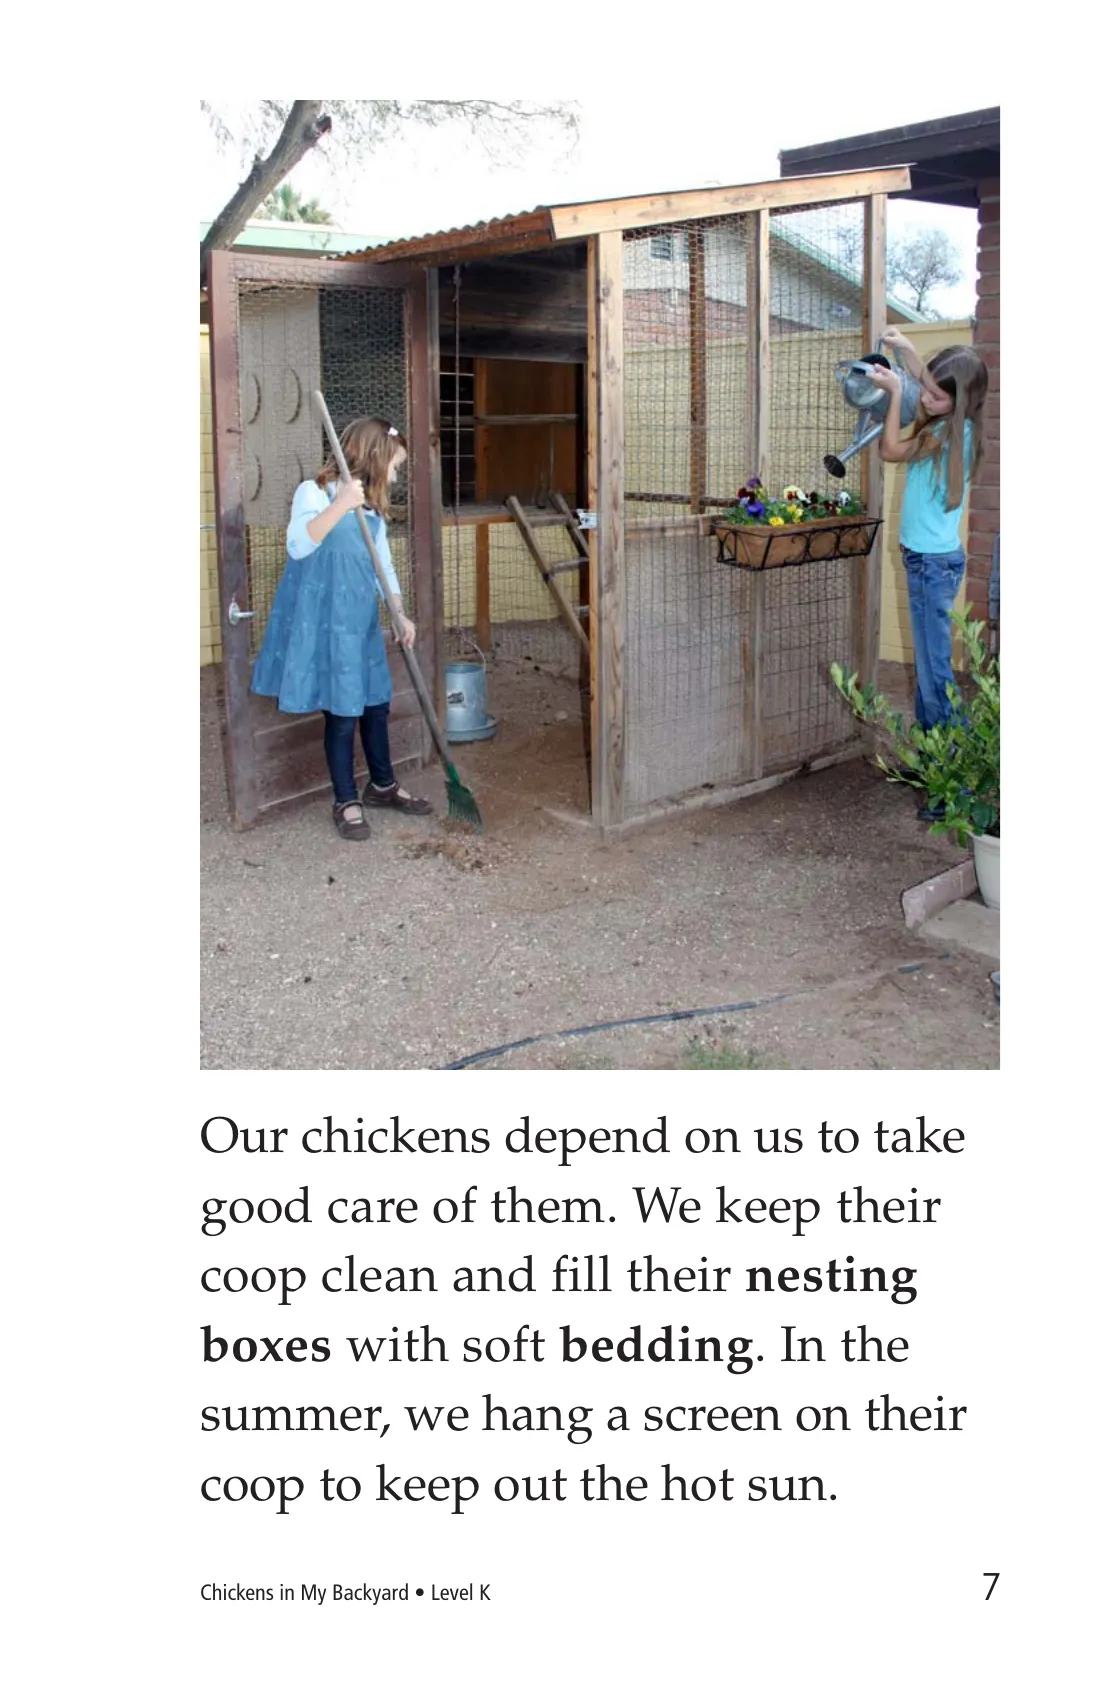 Our chickens depend on us to take
good care of them. We keep their
coop clean and fill their nesting
boxes with soft bedding. In the
summer, we hang a screen on their
coop to keep out the hot sun.
Chickens in My Backyard • Level K
7